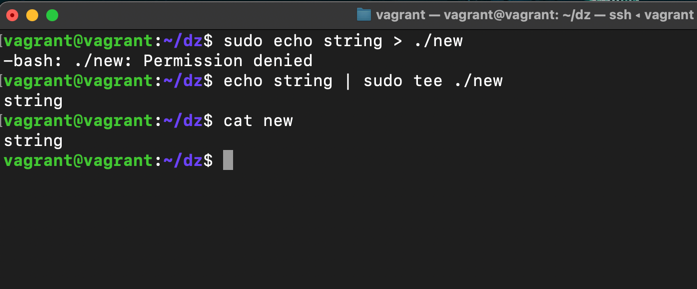 vagrant — vagrant@vagrant: ~/dz — ssh ◂ vagrant
[vagrant@vagrant:~/dz$ sudo echo string > ./new
-bash: ./new: Permission denied
[vagrant@vagrant:~/dz$ echo string | sudo tee ./new
string
[vagrant@vagrant:~/dz$ cat new
string
vagrant@vagrant:~/dz$